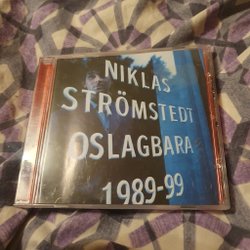 NIKLAS
STRÖMSTEDT
OSLAGBARA
1989-99